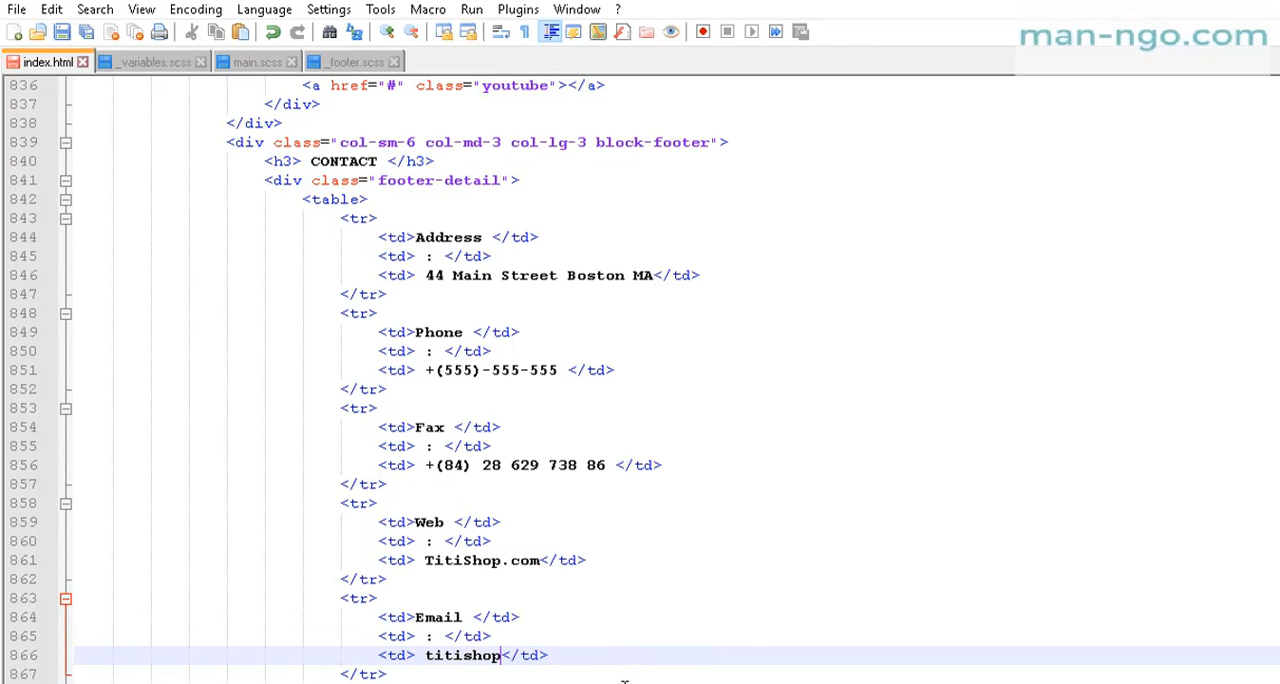 File Edit Search View Encoding Language Settings Tools Macro Run Plugins Window ?
man-ngo.com
index.html _variables.scss main.scss _footer.scss
836 <a href="#" class="youtube"></a>
837 </div>
838 </div>
839 <div class="col-sm-6 col-md-3 col-lg-3 block-footer">
840 <h3> CONTACT </h3>
841 <div class="footer-detail">
842 <table>
843 <tr>
844 <td>Address </td>
845 <td> : </td>
846 <td> 44 Main Street Boston MA</td>
847 </tr>
848 <tr>
849 <td>Phone </td>
850 <td> : </td>
851 <td> +(555)-555-555 </td>
852 </tr>
853 <tr>
854 <td>Fax </td>
855 <td> : </td>
856 <td> +(84) 28 629 738 86 </td>
857 </tr>
858 <tr>
859 <td>Web </td>
860 <td> : </td>
861 <td> TitiShop.com</td>
862 </tr>
863 <tr>
864 <td>Email </td>
865 <td> : </td>
866 <td> titishop</td>
867 </tr>